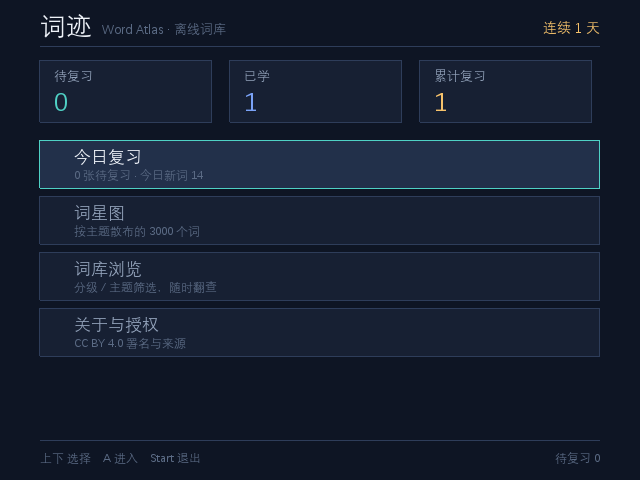 词迹 Word Atlas · 离线词库 连续 1 天
待复习 已学 累计复习
0 1 1
今日复习
0 张待复习 · 今日新词 14
词星图
按主题散布的 3000 个词
词库浏览
分级 / 主题筛选，随时翻查
关于与授权
CC BY 4.0 署名与来源
上下 选择 A 进入 Start 退出 待复习 0